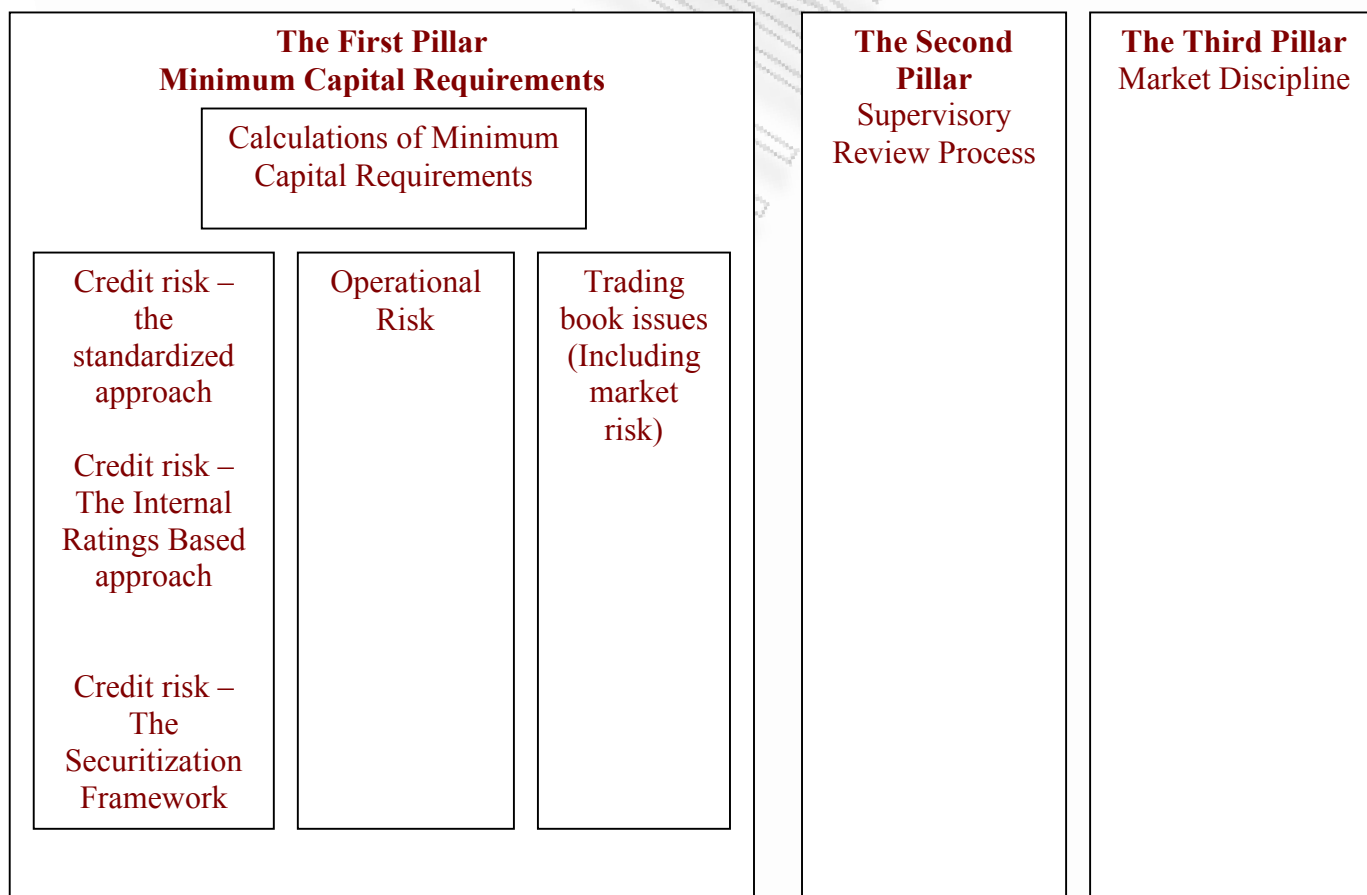 The First Pillar
Minimum Capital Requirements
Calculations of Minimum
Capital Requirements
Credit risk –
the
standardized
approach
Credit risk –
The Internal
Ratings Based
approach
Credit risk –
The
Securitization
Framework
Operational
Risk
Trading
book issues
(Including
market
risk)
The Second
Pillar
Supervisory
Review Process
The Third Pillar
Market Discipline